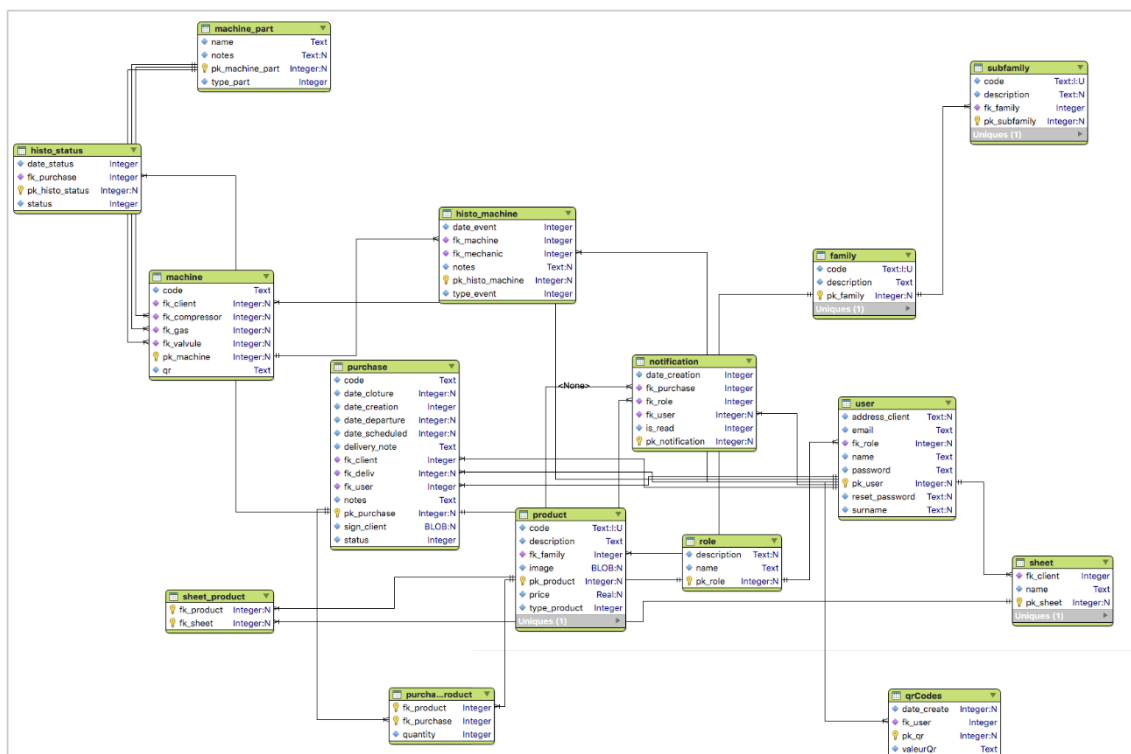 machine_part
name Text
notes Text:N
pk_machine_part Integer:N
type_part Integer
subfamily
code Text:I:U
description Text:N
fk_family Integer
pk_subfamily Integer:N
Uniques (1)
histo_status
date_status Integer
fk_purchase Integer
pk_histo_status Integer:N
status Integer
histo_machine
date_event Integer
fk_machine Integer
fk_mechanic Integer
notes Text:N
pk_histo_machine Integer:N
type_event Integer
family
code Text:I:U
description Text
pk_family Integer:N
Uniques (1)
machine
code Text
fk_client Integer:N
fk_compressor Integer:N
fk_gas Integer:N
fk_valvule Integer:N
pk_machine Integer:N
qr Text
purchase
code Text
date_cloture Integer:N
date_creation Integer
date_departure Integer:N
date_scheduled Integer:N
delivery_note Text
fk_client Integer
fk_deliv Integer:N
fk_user Integer
notes Text
pk_purchase Integer:N
sign_client BLOB:N
status Integer
<None>
notification
date_creation Integer
fk_purchase Integer
fk_role Integer
fk_user Integer:N
is_read Integer
pk_notification Integer:N
user
address_client Text:N
email Text
fk_role Integer:N
name Text
password Text
pk_user Integer:N
reset_password Text:N
surname Text:N
product
code Text:I:U
description Text
fk_family Integer
image BLOB:N
pk_product Integer:N
price Real:N
type_product Integer
Uniques (1)
role
description Text:N
name Text
pk_role Integer:N
sheet
fk_client Integer
name Text
pk_sheet Integer:N
sheet_product
fk_product Integer:N
fk_sheet Integer:N
purcha...roduct
fk_product Integer
fk_purchase Integer
quantity Integer
qrCodes
date_create Integer:N
fk_user Integer
pk_qr Integer:N
valeurQr Text